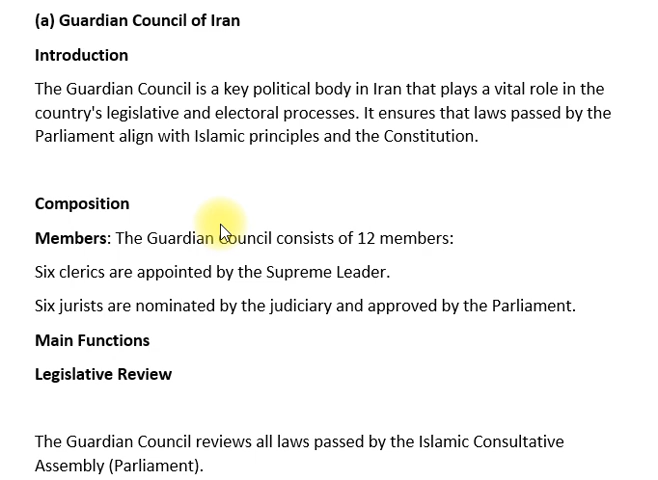 (a) Guardian Council of Iran
Introduction
The Guardian Council is a key political body in Iran that plays a vital role in the
country's legislative and electoral processes. It ensures that laws passed by the
Parliament align with Islamic principles and the Constitution.
Composition
Members: The Guardian Council consists of 12 members:
Six clerics are appointed by the Supreme Leader.
Six jurists are nominated by the judiciary and approved by the Parliament.
Main Functions
Legislative Review
The Guardian Council reviews all laws passed by the Islamic Consultative
Assembly (Parliament).